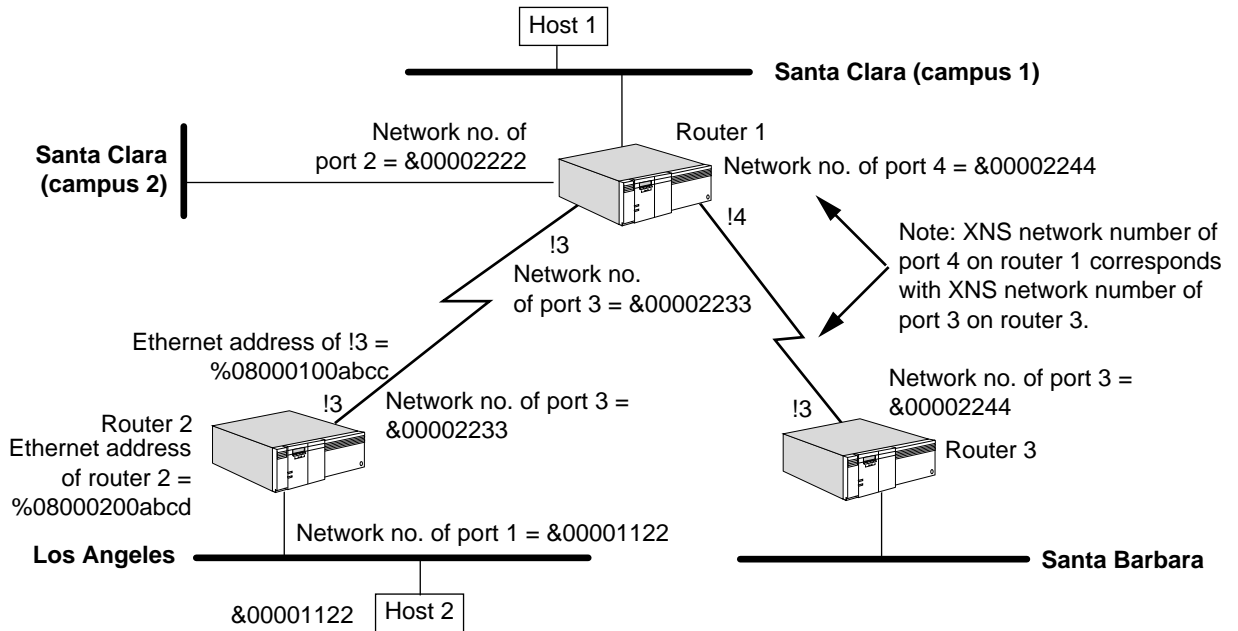 Host 1
Santa Clara (campus 1)
Network no. of
port 2 = &00002222
Router 1
Santa Clara
(campus 2)
Network no. of port 4 = &00002244
!3
!4
Network no.
of port 3 = &00002233
Note: XNS network number of
port 4 on router 1 corresponds
with XNS network number of
port 3 on router 3.
Ethernet address of !3 =
%08000100abcc
!3
Network no. of port 3 =
&00002233
Router 2
Ethernet address
of router 2 =
%08000200abcd
Network no. of port 3 =
&00002244
!3
Router 3
Network no. of port 1 = &00001122
Los Angeles
Santa Barbara
&00001122
Host 2